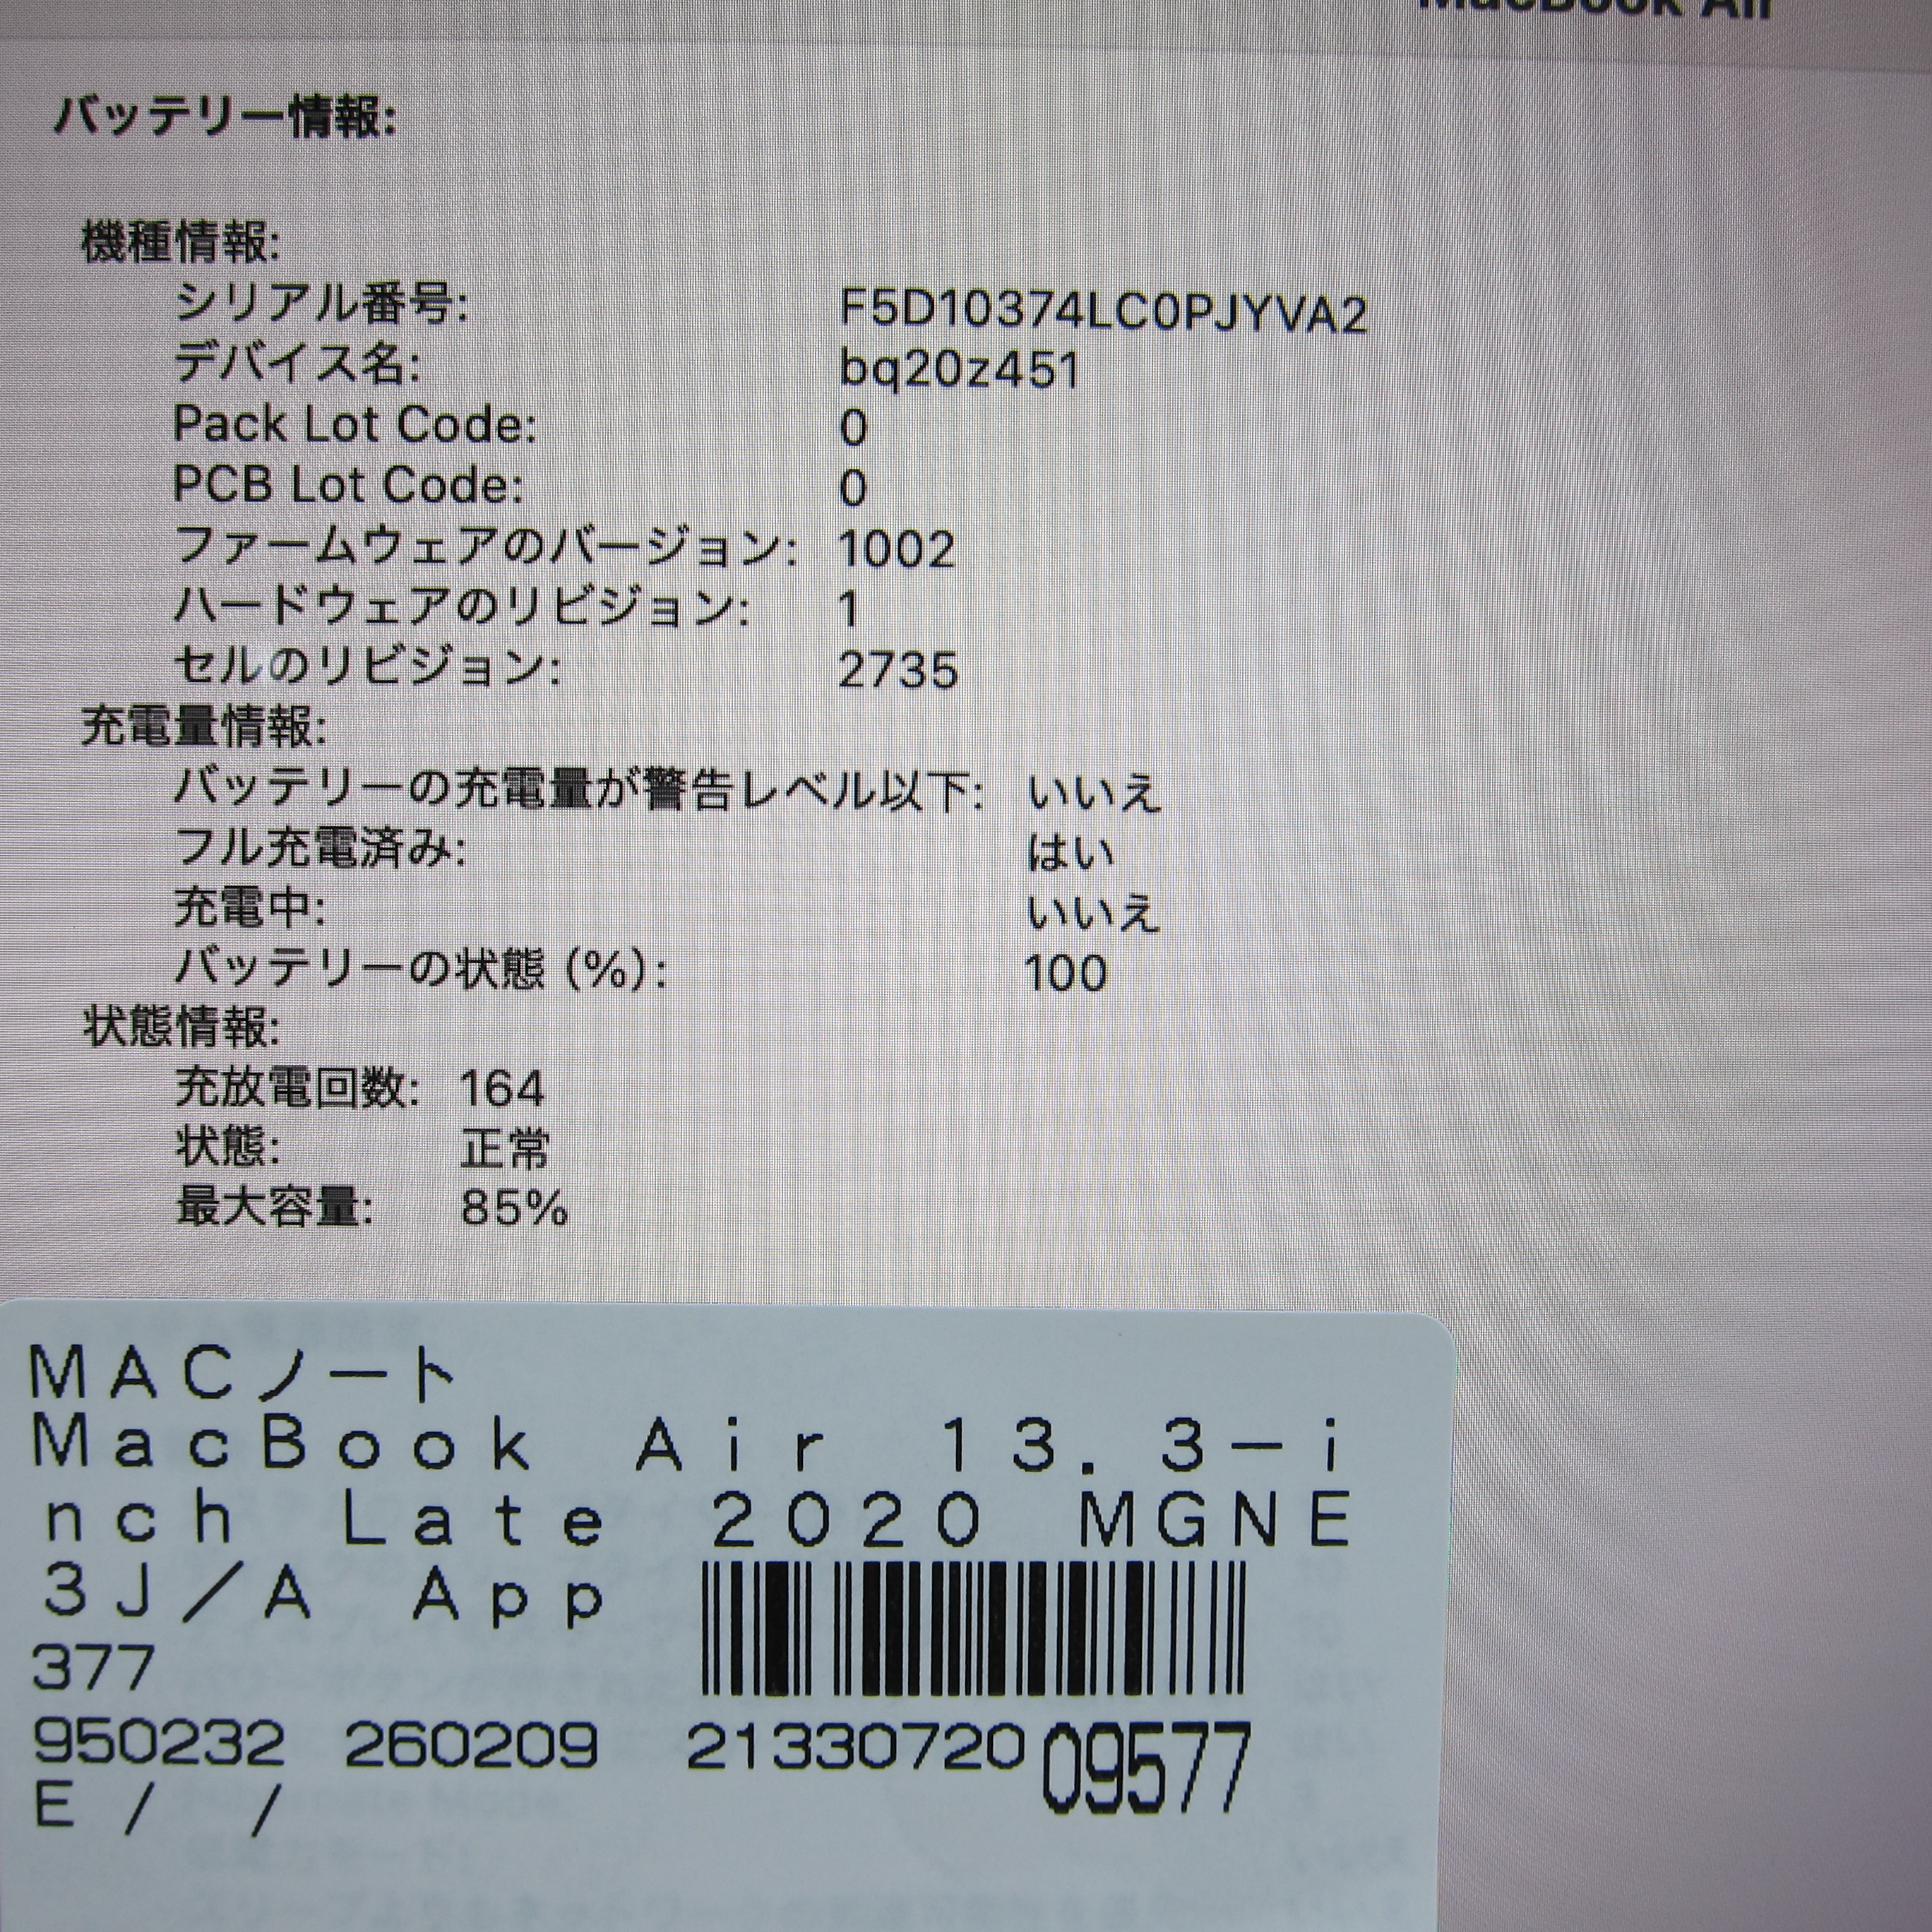 MacBook Air
バッテリー情報:
機種情報:
シリアル番号: F5D10374LC0PJYVA2
デバイス名: bq20z451
Pack Lot Code: 0
PCB Lot Code: 0
ファームウェアのバージョン: 1002
ハードウェアのリビジョン: 1
セルのリビジョン: 2735
充電量情報:
バッテリーの充電量が警告レベル以下: いいえ
フル充電済み: はい
充電中: いいえ
バッテリーの状態 (%): 100
状態情報:
充放電回数: 164
状態: 正常
最大容量: 85%
MACノート
MacBook Air 13.3-i
nch Late 2020 MGNE
3J/A App
377
950232 260209 21330720 09577
E / /